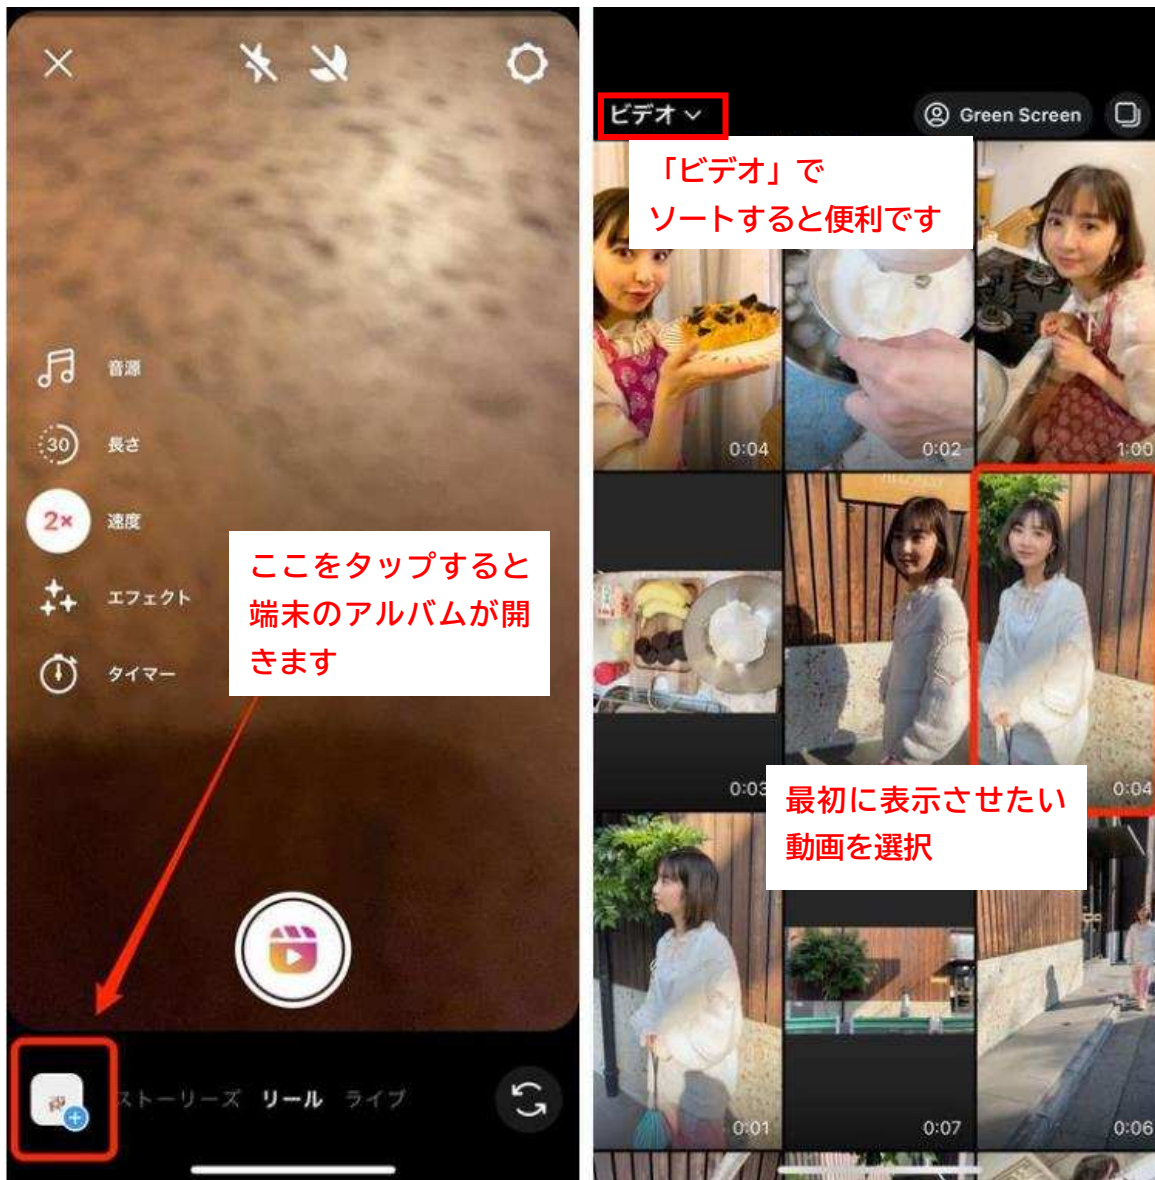 音源
30
長さ
2×
速度
エフェクト
タイマー
ここをタップすると
端末のアルバムが開
きます
ストーリーズ リール ライブ
ビデオ
Green Screen
「ビデオ」で
ソートすると便利です
0:04
0:02
1:00
0:03
0:04
最初に表示させたい
動画を選択
0:01
0:07
0:06